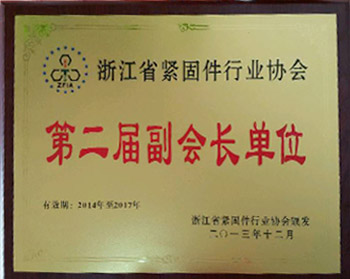 浙江省紧固件行业协会
ZFIA
第二届副会长单位
有效期：2014年至2017年
浙江省紧固件行业协会颁发
二〇一三年十二月